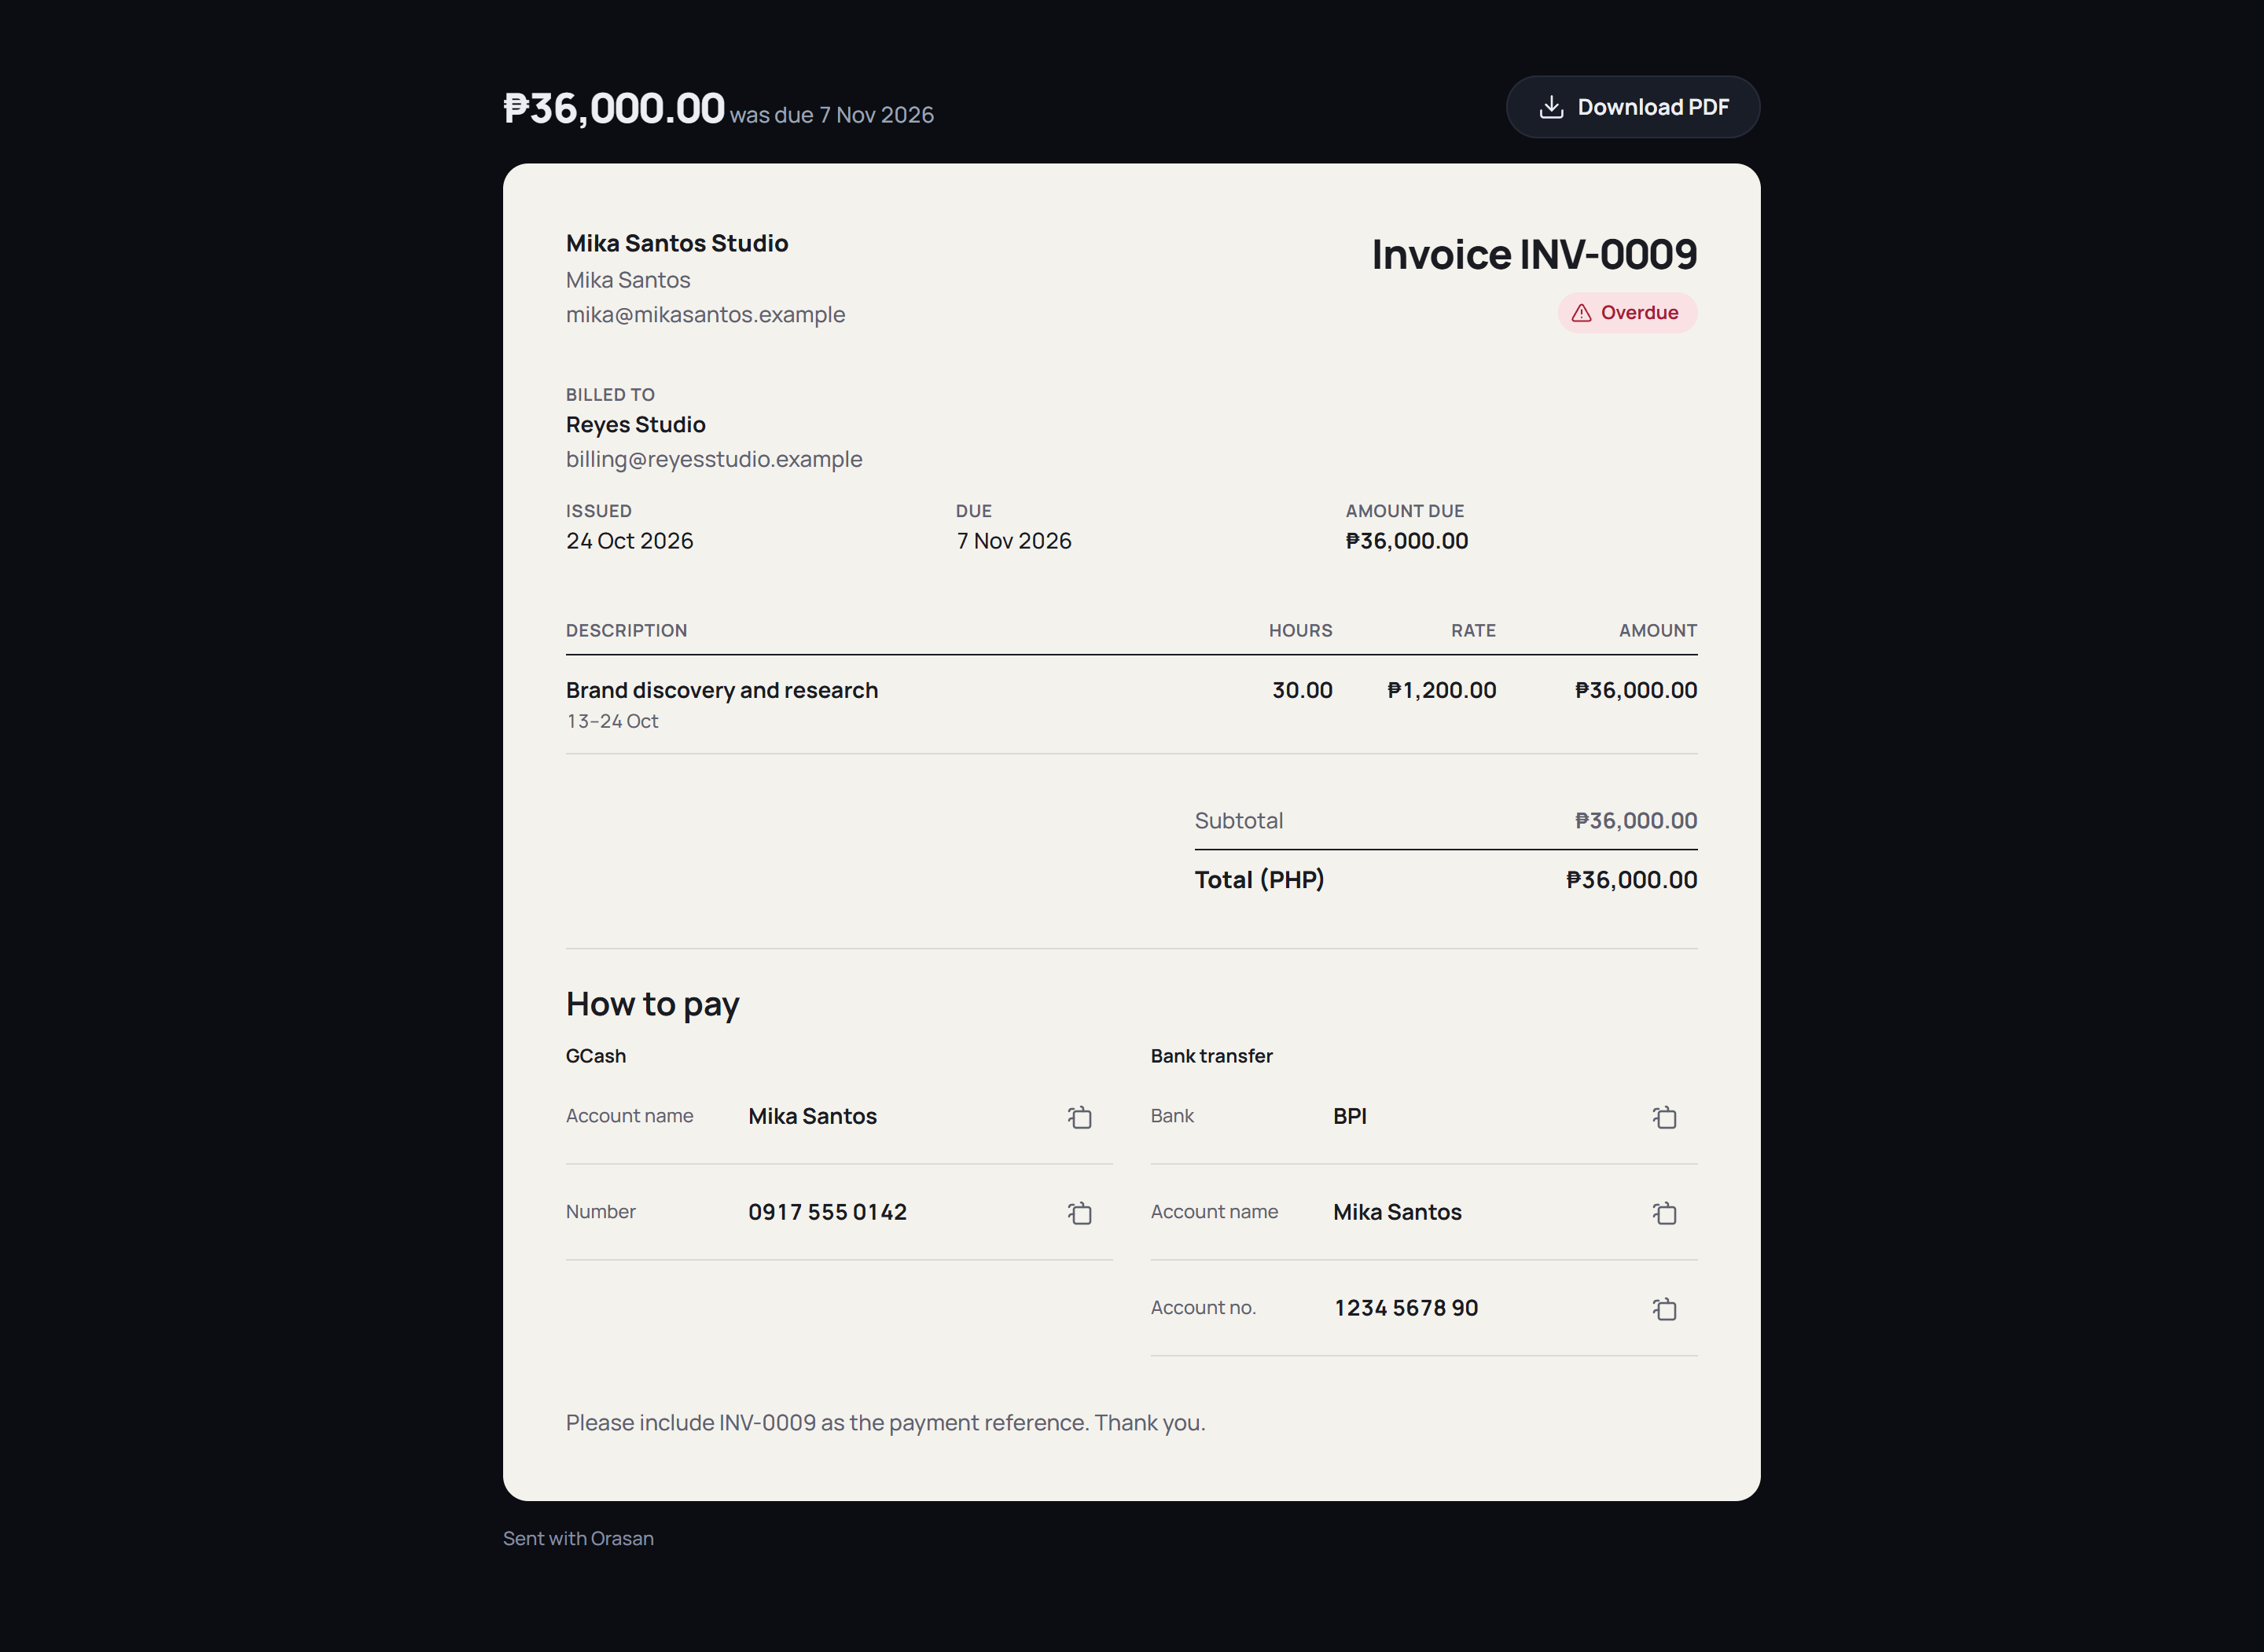 ₱36,000.00 was due 7 Nov 2026
Download PDF
Mika Santos Studio
Mika Santos
mika@mikasantos.example
Invoice INV-0009
Overdue
BILLED TO
Reyes Studio
billing@reyesstudio.example
ISSUED DUE AMOUNT DUE
24 Oct 2026 7 Nov 2026 ₱36,000.00
DESCRIPTION HOURS RATE AMOUNT
Brand discovery and research 30.00 ₱1,200.00 ₱36,000.00
13–24 Oct
Subtotal ₱36,000.00
Total (PHP) ₱36,000.00
How to pay
GCash
Account name Mika Santos
Number 0917 555 0142
Bank transfer
Bank BPI
Account name Mika Santos
Account no. 1234 5678 90
Please include INV-0009 as the payment reference. Thank you.
Sent with Orasan